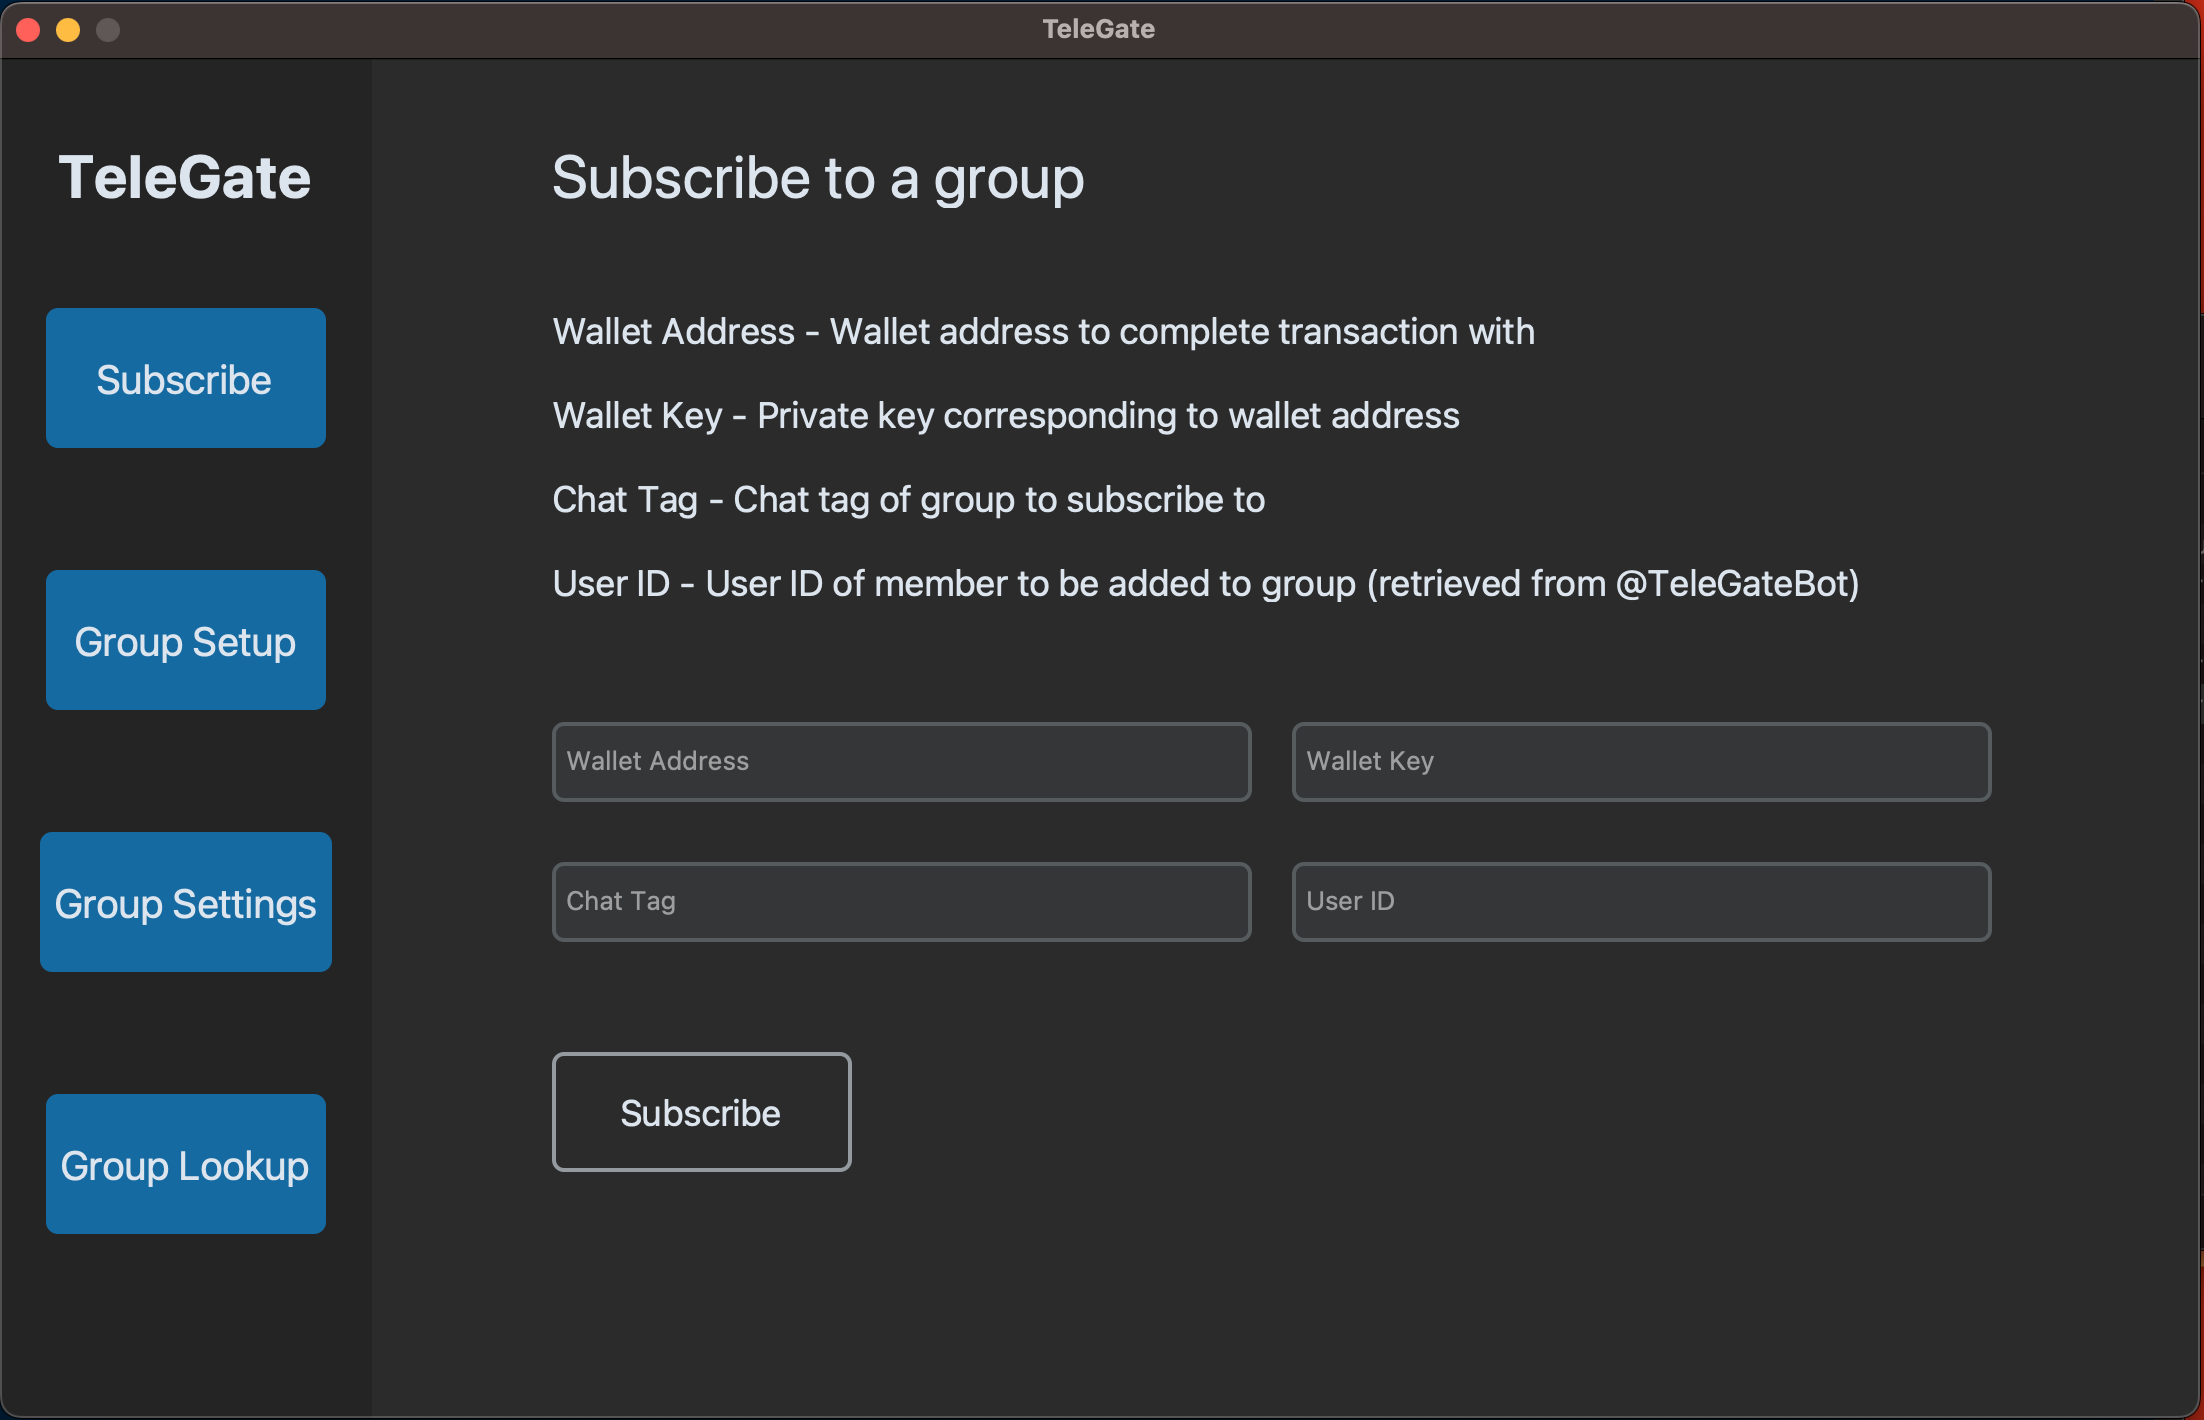 TeleGate
TeleGate
Subscribe
Group Setup
Group Settings
Group Lookup
Subscribe to a group
Wallet Address - Wallet address to complete transaction with
Wallet Key - Private key corresponding to wallet address
Chat Tag - Chat tag of group to subscribe to
User ID - User ID of member to be added to group (retrieved from @TeleGateBot)
Wallet Address
Wallet Key
Chat Tag
User ID
Subscribe